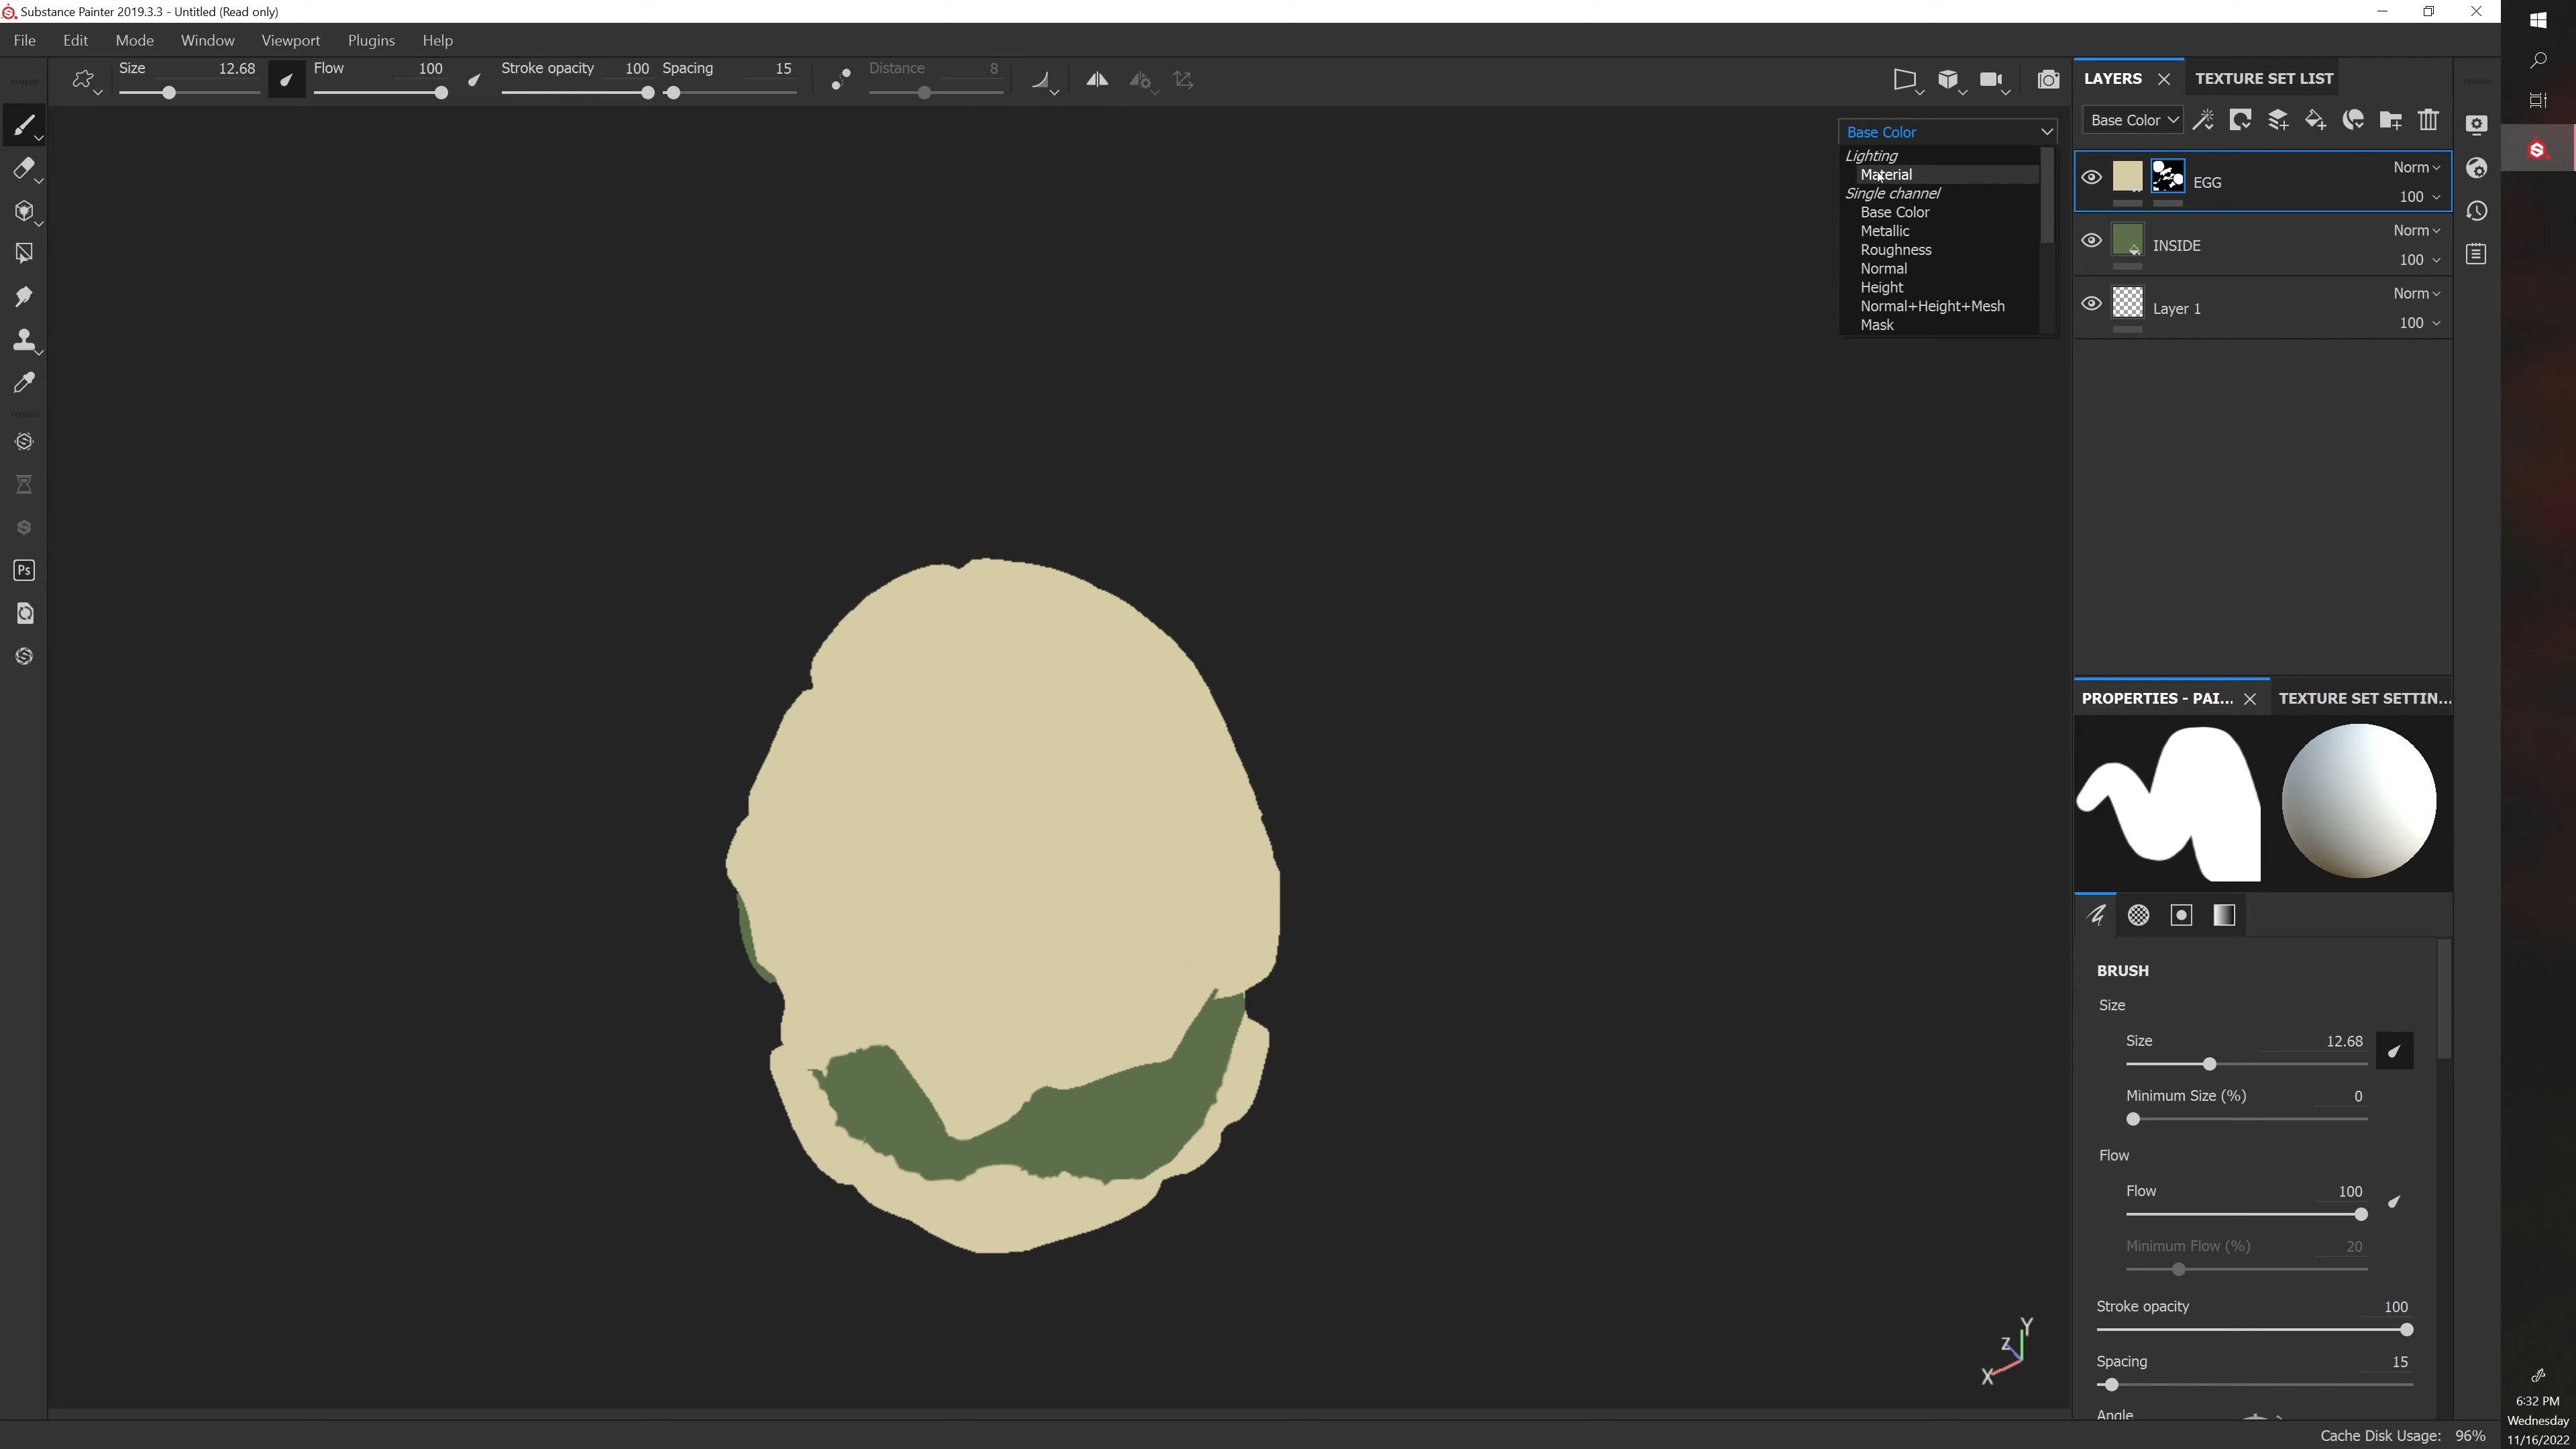 Substance Painter 2019.3.3 - Untitled (Read only)
File Edit Mode Window Viewport Plugins Help
Size 12.68 Flow 100 Stroke opacity 100 Spacing 15 Distance 8
Base Color
Lighting
Material
Single channel
Base Color
Metallic
Roughness
Normal
Height
Normal+Height+Mesh
Mask
LAYERS TEXTURE SET LIST
Base Color
Norm
EGG
100
Norm
INSIDE
100
Norm
Layer 1
100
Ps
Y
Z
X
PROPERTIES - PAI... TEXTURE SET SETTIN...
BRUSH
Size
Size 12.68
Minimum Size (%) 0
Flow
Flow 100
Minimum Flow (%) 20
Stroke opacity 100
Spacing 15
Angle
Cache Disk Usage: 96%
6:32 PM
Wednesday
11/16/2022